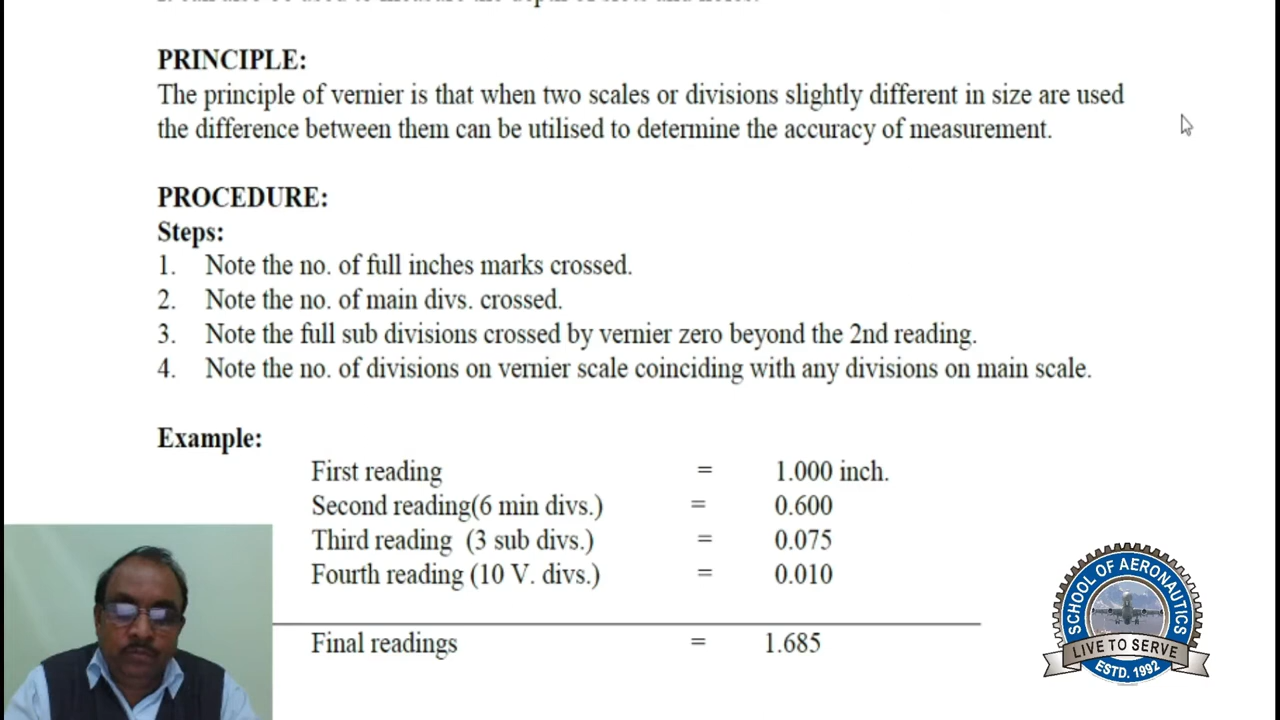 PRINCIPLE:
The principle of vernier is that when two scales or divisions slightly different in size are used
the difference between them can be utilised to determine the accuracy of measurement.
PROCEDURE:
Steps:
1. Note the no. of full inches marks crossed.
2. Note the no. of main divs. crossed.
3. Note the full sub divisions crossed by vernier zero beyond the 2nd reading.
4. Note the no. of divisions on vernier scale coinciding with any divisions on main scale.
Example:
First reading = 1.000 inch.
Second reading(6 min divs.) = 0.600
Third reading (3 sub divs.) = 0.075
Fourth reading (10 V. divs.) = 0.010
Final readings = 1.685
SCHOOL OF AERONAUTICS
LIVE TO SERVE
ESTD. 1992